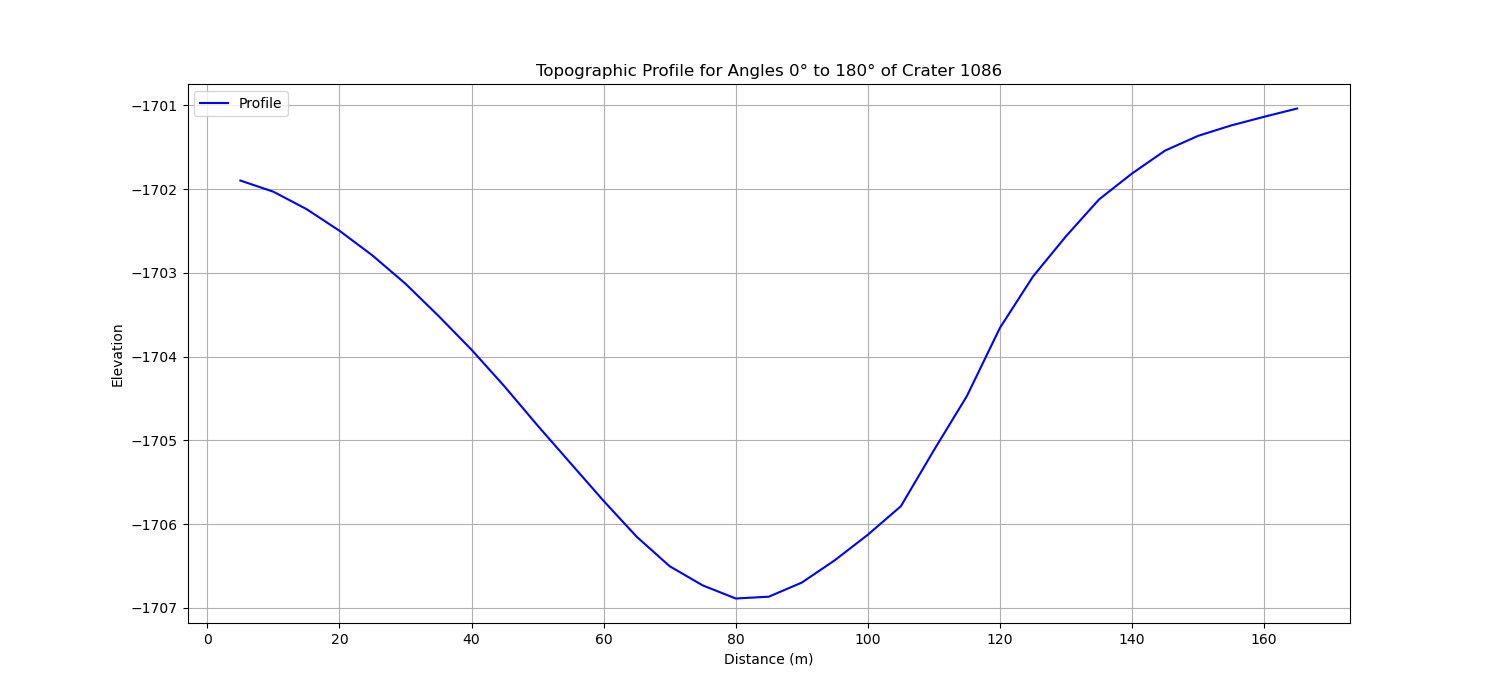 Topographic Profile for Angles 0° to 180° of Crater 1086
Profile
−1701
−1702
−1703
−1704
−1705
−1706
−1707
Elevation
0 20 40 60 80 100 120 140 160
Distance (m)